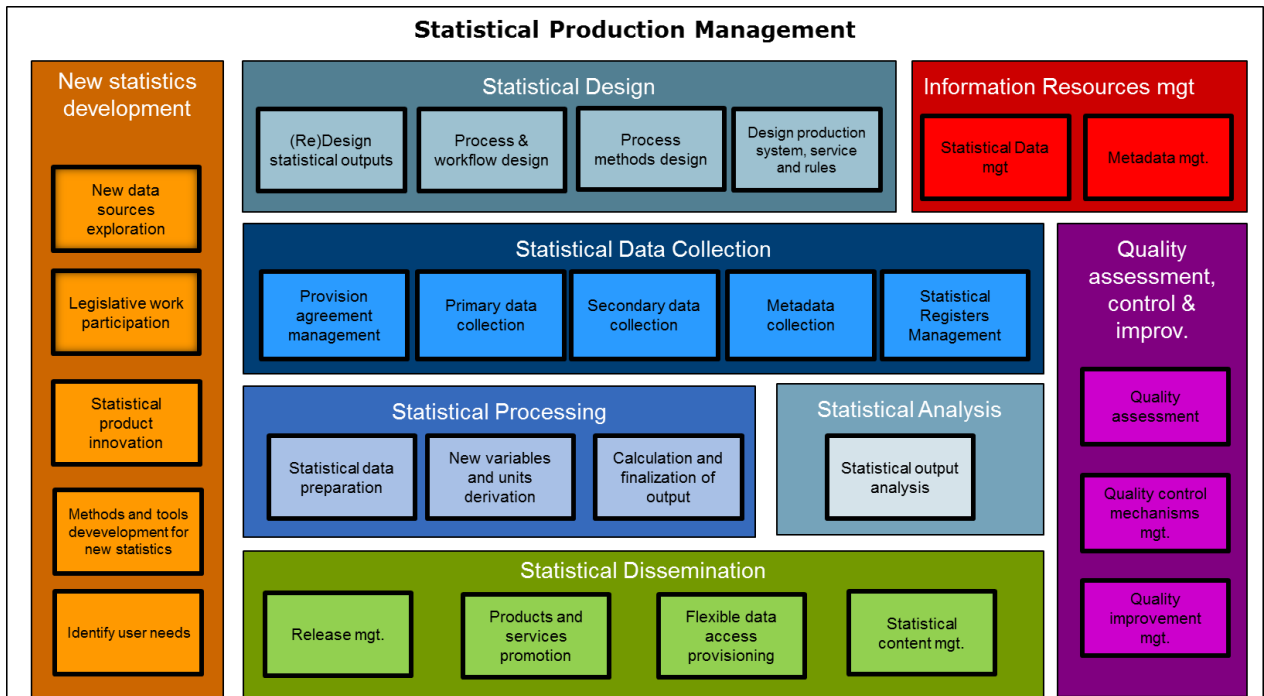 Statistical Production Management
New statistics
development
New data
sources
exploration
Legislative work
participation
Statistical
product
innovation
Methods and tools
devevelopment for
new statistics
Identify user needs
Statistical Design
(Re)Design
statistical outputs
Process &
workflow design
Process
methods design
Design production
system, service
and rules
Information Resources mgt
Statistical Data
mgt
Metadata mgt.
Statistical Data Collection
Provision
agreement
management
Primary data
collection
Secondary data
collection
Metadata
collection
Statistical
Registers
Management
Quality
assessment,
control &
improv.
Quality
assessment
Quality control
mechanisms
mgt.
Quality
improvement
mgt.
Statistical Processing
Statistical data
preparation
New variables
and units
derivation
Calculation and
finalization of
output
Statistical Analysis
Statistical output
analysis
Statistical Dissemination
Release mgt.
Products and
services
promotion
Flexible data
access
provisioning
Statistical
content mgt.